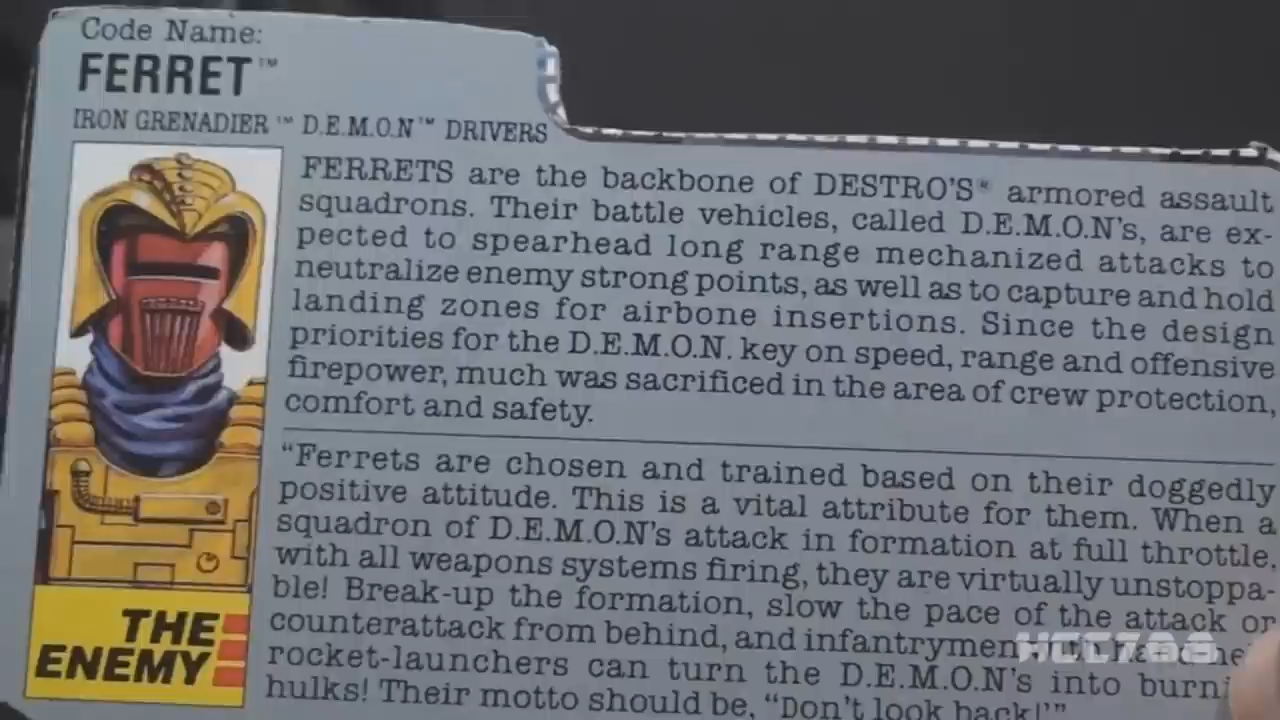 Code Name:
FERRET™
IRON GRENADIER™ D.E.M.O.N™ DRIVERS
FERRETS are the backbone of DESTRO'S® armored assault
squadrons. Their battle vehicles, called D.E.M.O.N's, are ex-
pected to spearhead long range mechanized attacks to
neutralize enemy strong points, as well as to capture and hold
landing zones for airbone insertions. Since the design
priorities for the D.E.M.O.N. key on speed, range and offensive
firepower, much was sacrificed in the area of crew protection,
comfort and safety.
"Ferrets are chosen and trained based on their doggedly
positive attitude. This is a vital attribute for them. When a
squadron of D.E.M.O.N's attack in formation at full throttle,
with all weapons systems firing, they are virtually unstoppa-
ble! Break-up the formation, slow the pace of the attack or
counterattack from behind, and infantrymen
rocket-launchers can turn the D.E.M.O.N's into
hulks! Their motto should be, "Don't look back!'"
THE
ENEMY
HCC788